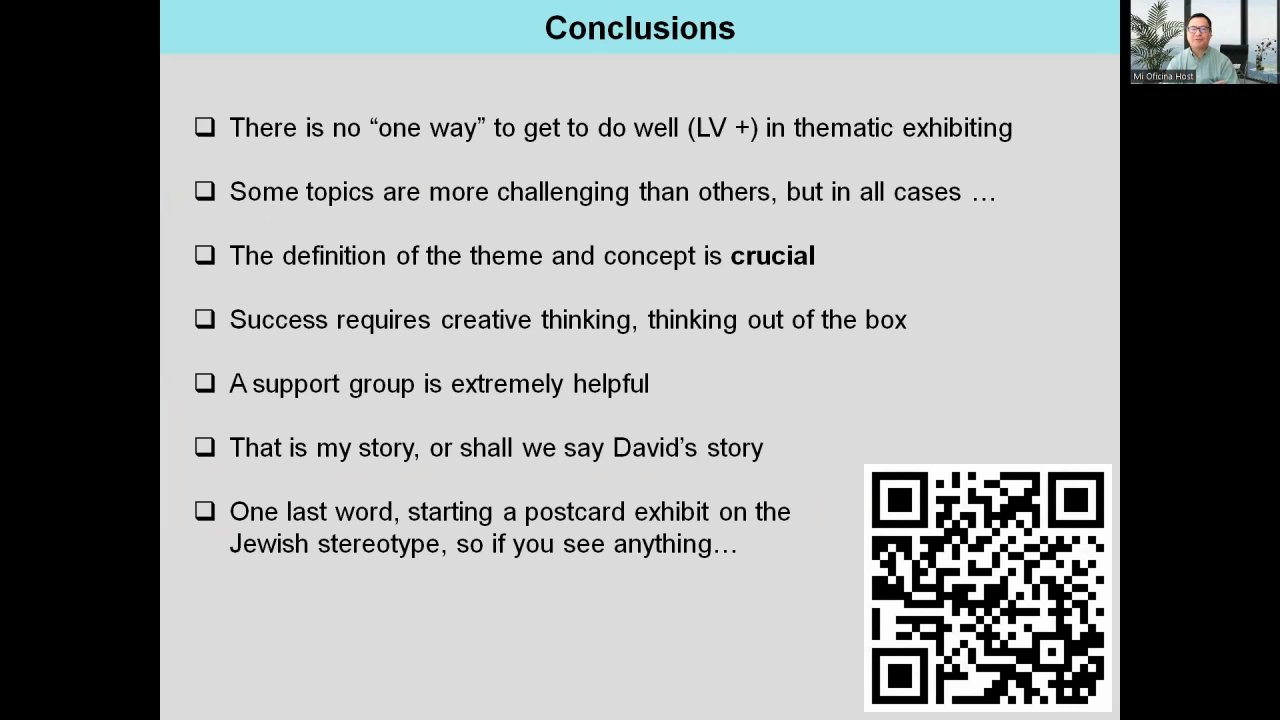 Conclusions
❑ There is no “one way” to get to do well (LV +) in thematic exhibiting
❑ Some topics are more challenging than others, but in all cases …
❑ The definition of the theme and concept is crucial
❑ Success requires creative thinking, thinking out of the box
❑ A support group is extremely helpful
❑ That is my story, or shall we say David’s story
❑ One last word, starting a postcard exhibit on the
Jewish stereotype, so if you see anything…
Mi Oficina Host